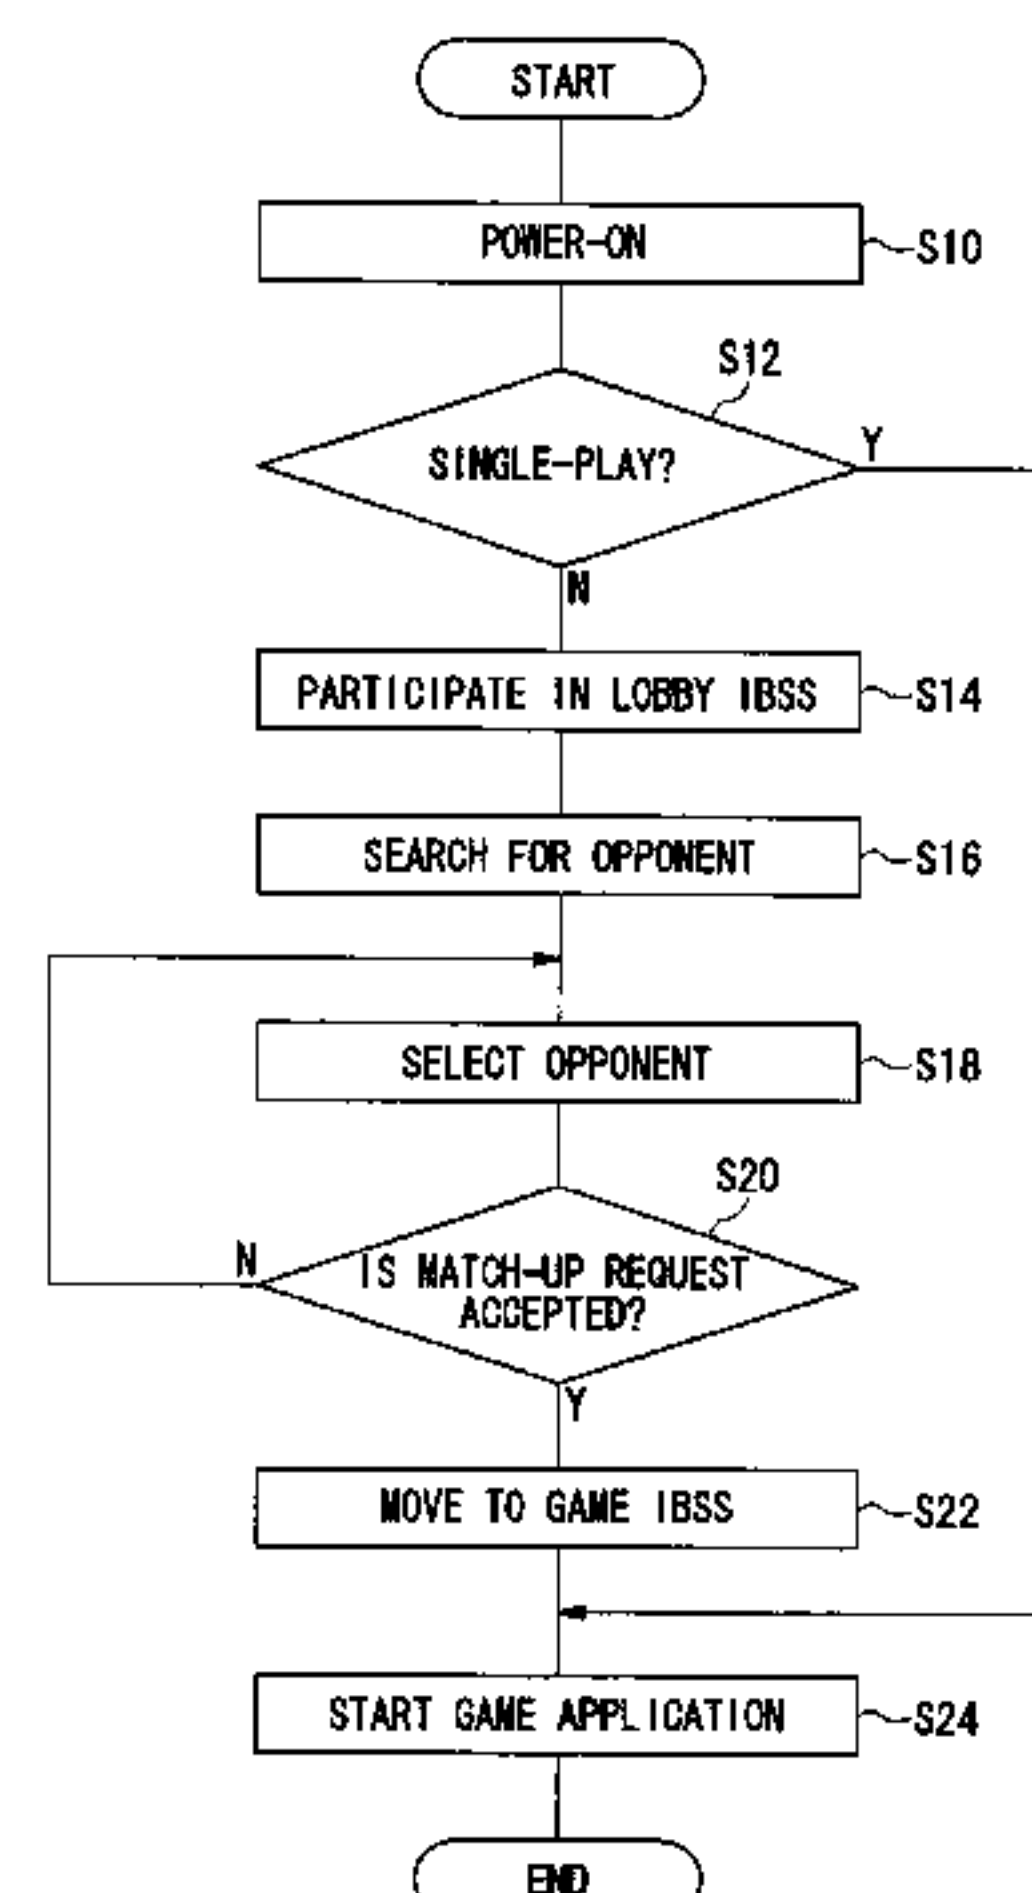 START
POWER-ON
S10
S12
SINGLE-PLAY?
Y
N
PARTICIPATE IN LOBBY IBSS
S14
SEARCH FOR OPPONENT
S16
SELECT OPPONENT
S18
S20
N
IS MATCH-UP REQUEST
ACCEPTED?
Y
MOVE TO GAME IBSS
S22
START GAME APPLICATION
S24
END